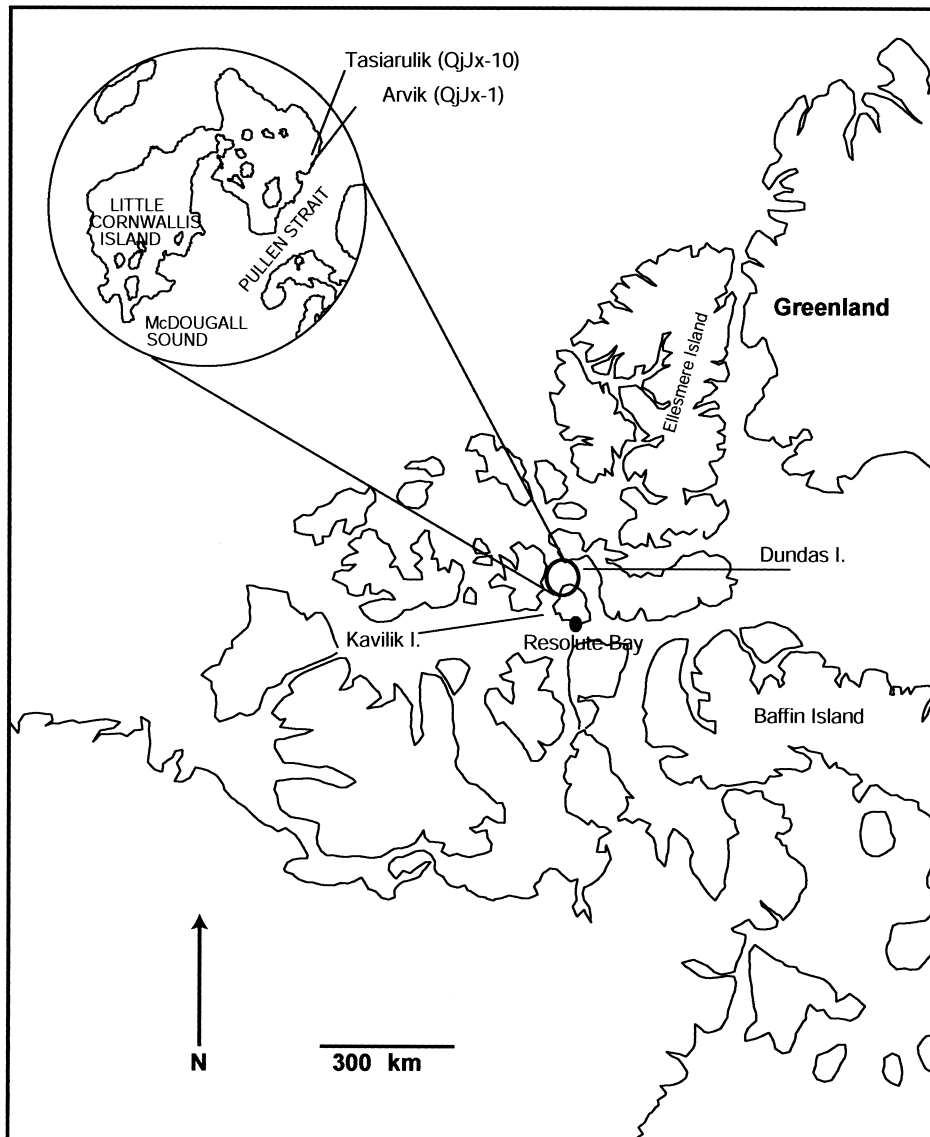 Tasiarulik (QjJx-10)
Arvik (QjJx-1)
LITTLE
CORNWALLIS
ISLAND
PULLEN STRAIT
McDOUGALL
SOUND
Greenland
Ellesmere Island
Dundas I.
Kavilik I.
Resolute Bay
Baffin Island
N
300 km